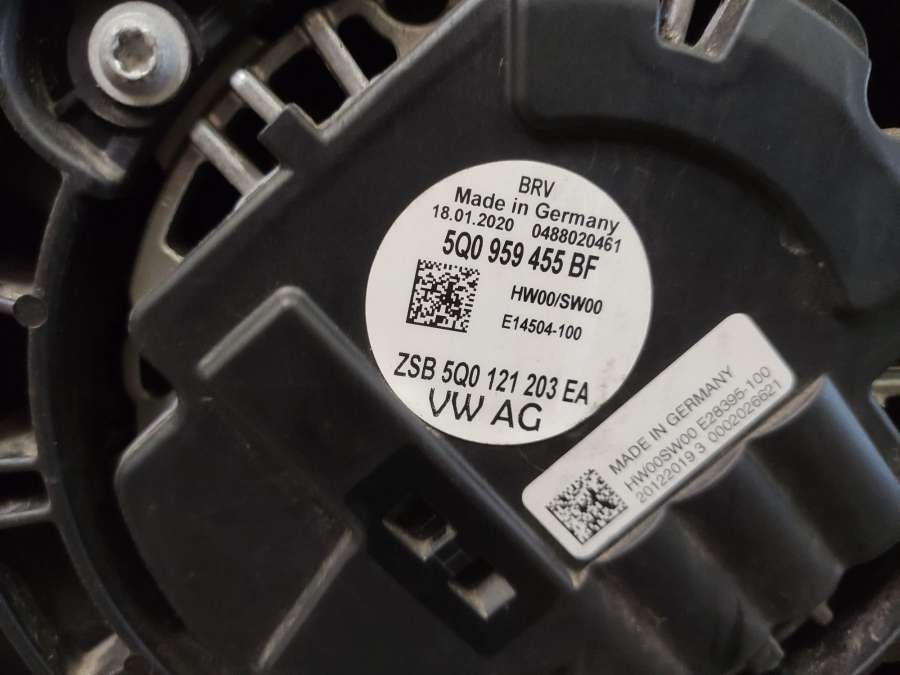 BRV
Made in Germany
18.01.2020 0488020461
5Q0 959 455 BF
HW00/SW00
E14504-100
ZSB 5Q0 121 203 EA
VW AG
MADE IN GERMANY
HW00SW00 E28395-100
20122019 3 0002026621